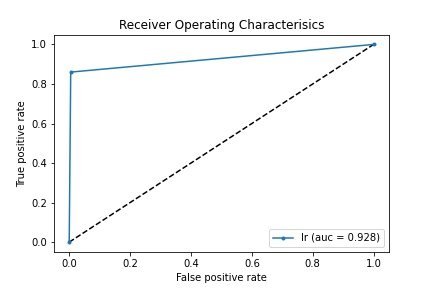 Receiver Operating Characterisics
1.0
0.8
0.6
0.4
0.2
0.0
True positive rate
lr (auc = 0.928)
0.0 0.2 0.4 0.6 0.8 1.0
False positive rate